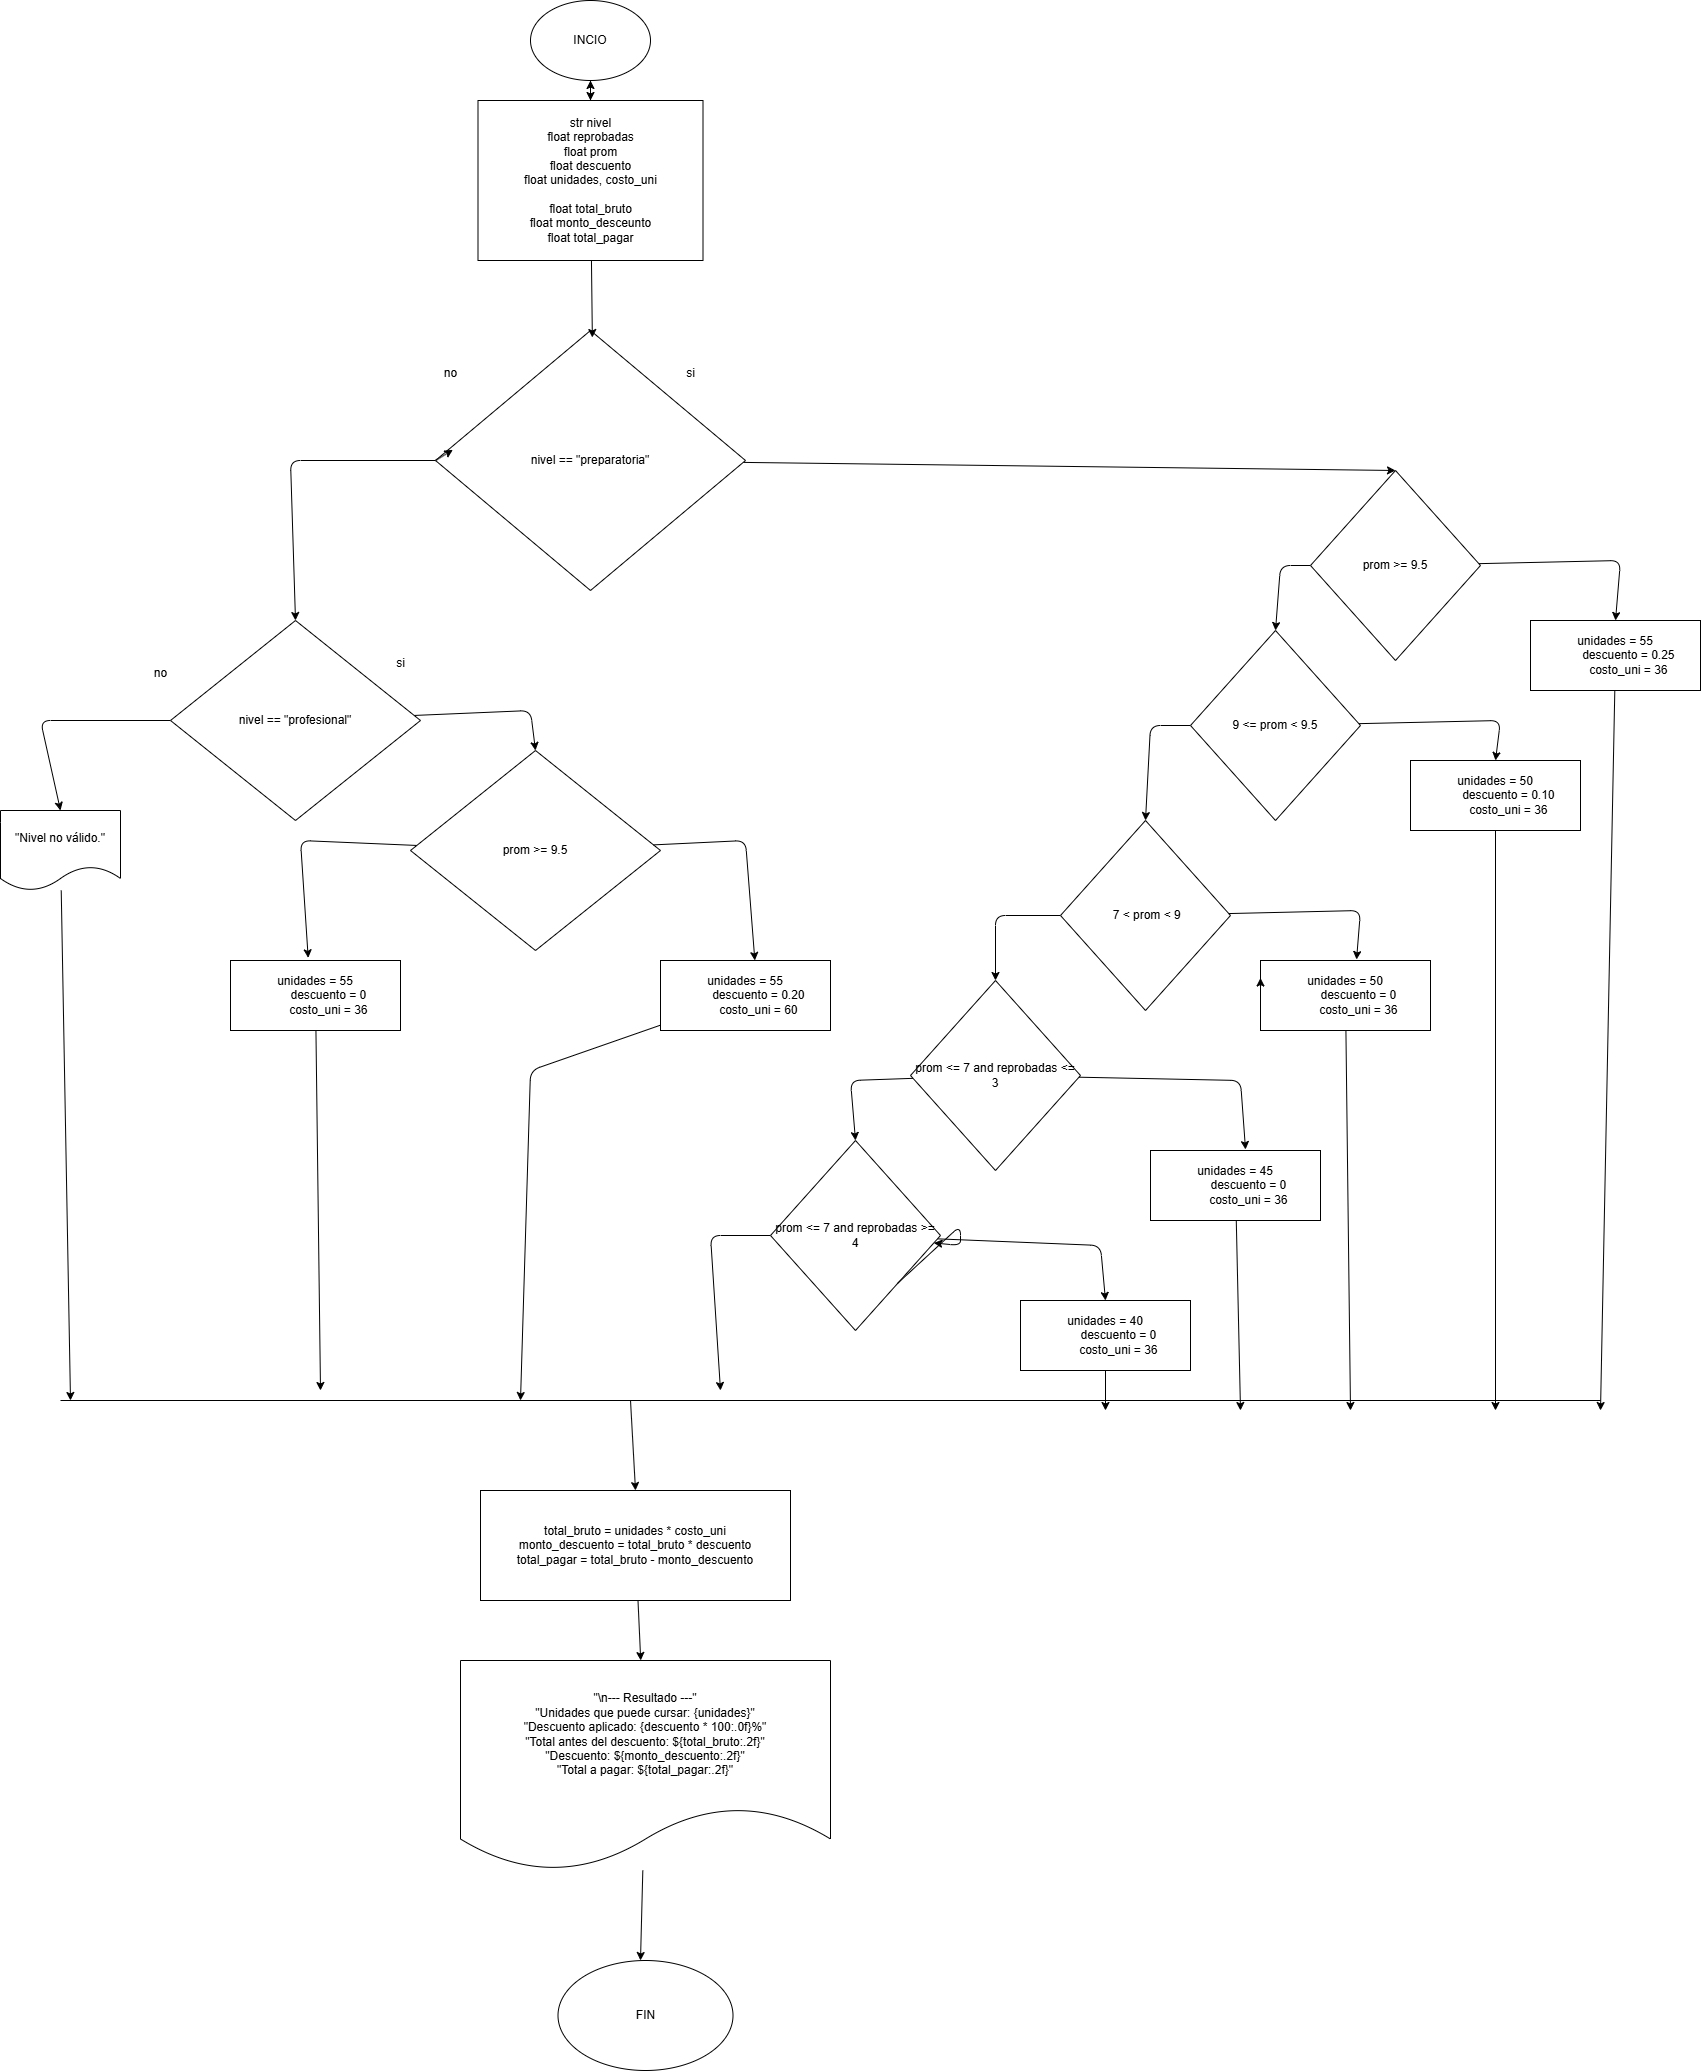 INCIO
str nivel
float reprobadas
float prom
float descuento
float unidades, costo_uni
float total_bruto
float monto_desceunto
float total_pagar
no
si
nivel == "preparatoria"
prom >= 9.5
unidades = 55
descuento = 0.25
costo_uni = 36
no
si
nivel == "profesional"
9 <= prom < 9.5
unidades = 50
descuento = 0.10
costo_uni = 36
"Nivel no válido."
prom >= 9.5
7 < prom < 9
unidades = 55
descuento = 0
costo_uni = 36
unidades = 55
descuento = 0.20
costo_uni = 60
unidades = 50
descuento = 0
costo_uni = 36
prom <= 7 and reprobadas <=
3
unidades = 45
descuento = 0
costo_uni = 36
prom <= 7 and reprobadas >=
4
unidades = 40
descuento = 0
costo_uni = 36
total_bruto = unidades * costo_uni
monto_descuento = total_bruto * descuento
total_pagar = total_bruto - monto_descuento
"\n--- Resultado ---"
"Unidades que puede cursar: {unidades}"
"Descuento aplicado: {descuento * 100:.0f}%"
"Total antes del descuento: ${total_bruto:.2f}"
"Descuento: ${monto_descuento:.2f}"
"Total a pagar: ${total_pagar:.2f}"
FIN